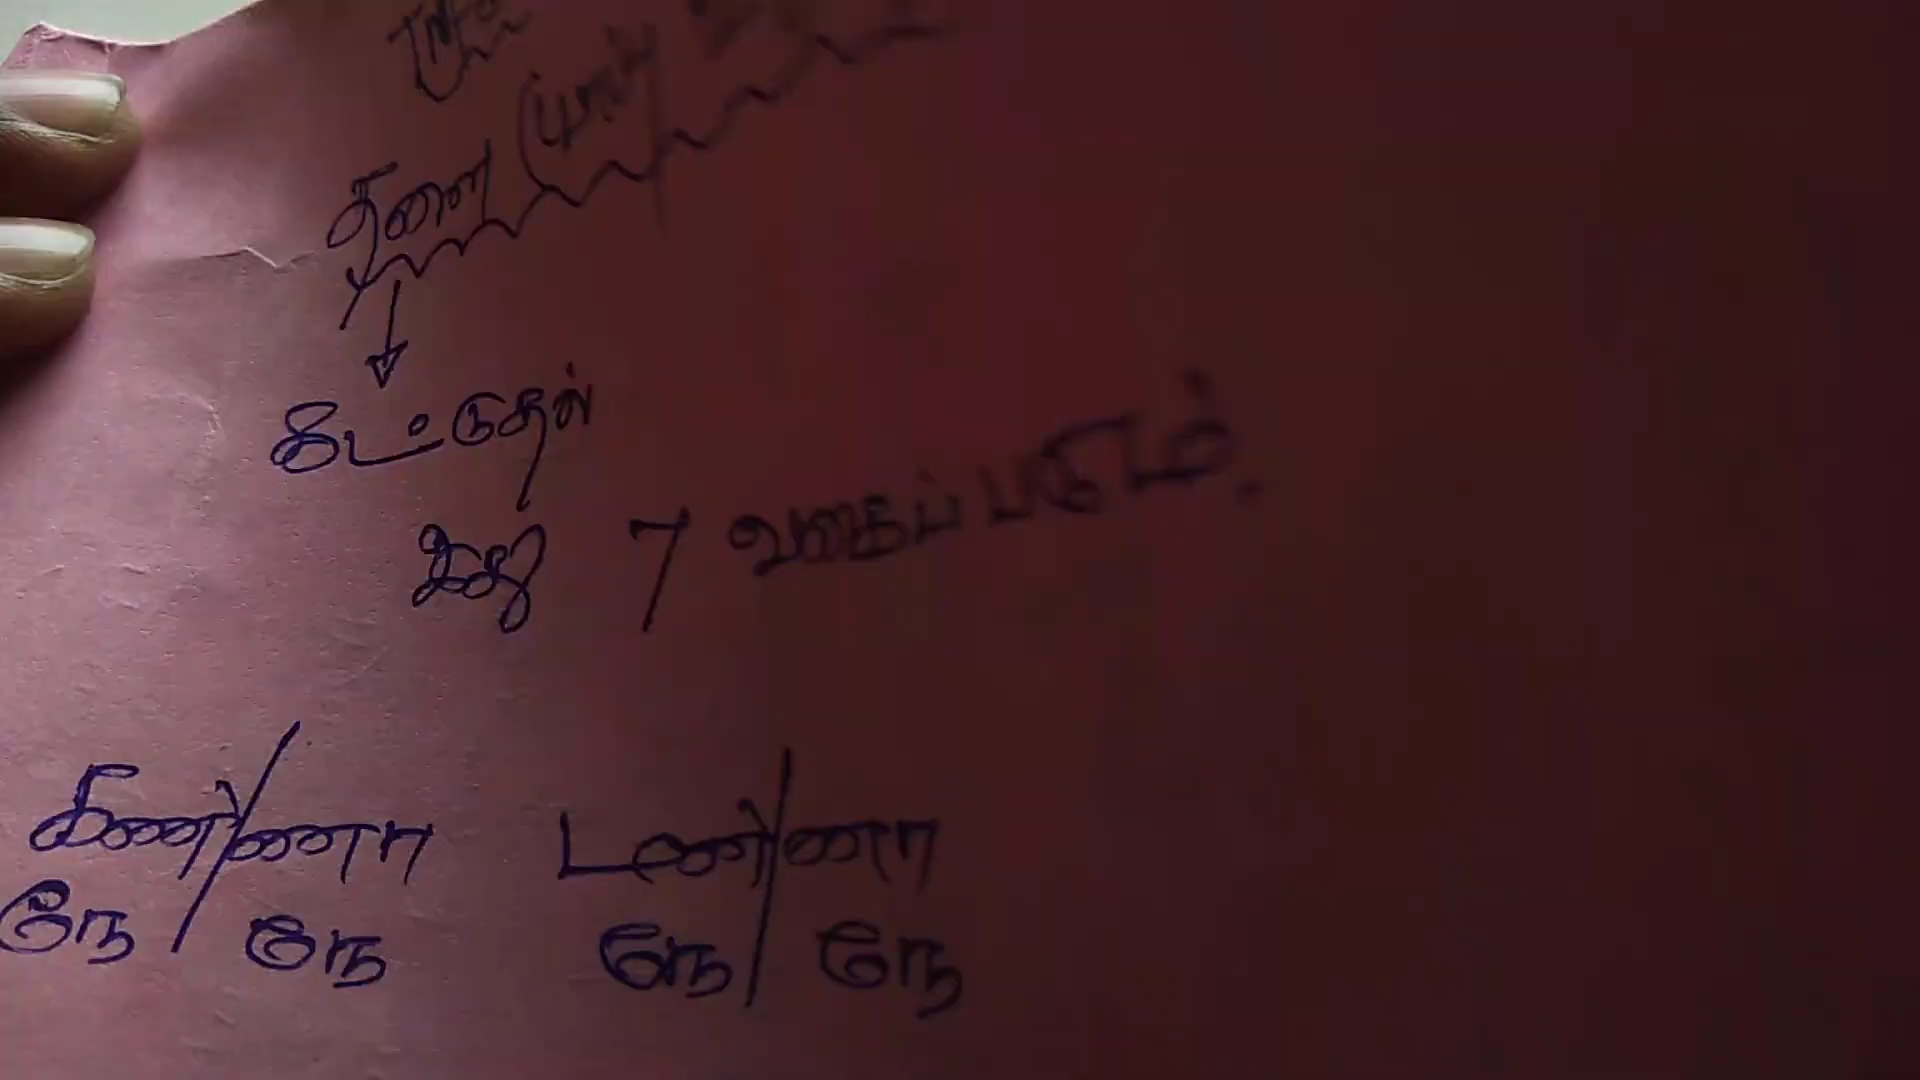 தளை
கட்டுதல்
இது 7 வகைப்படும்.
கிண் / ணா டண் / ணா
நே / நே நே / நே